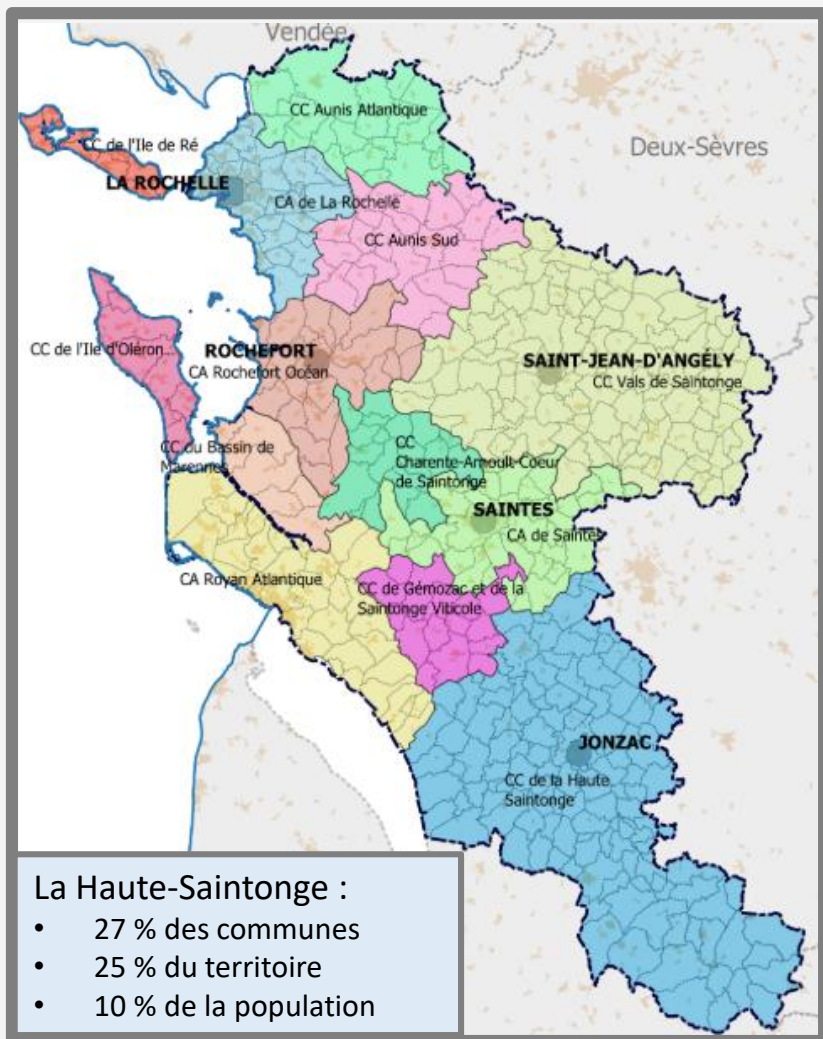 Vendée
CC Aunis Atlantique
CC de l'Ile de Ré
Deux-Sèvres
LA ROCHELLE
CA de La Rochelle
CC Aunis Sud
CC de l'Ile d'Oléron...
ROCHEFORT
CA Rochefort Océan
SAINT-JEAN-D'ANGÉLY
CC Vals de Saintonge
CC du Bassin de
Marennes
CC
Charente-Arnoult-Coeur
de Saintonge
SAINTES
CA de Saintes
CA Royan Atlantique
CC de Gémozac et de la
Saintonge Viticole
JONZAC
CC de la Haute
Saintonge
La Haute-Saintonge :
• 27 % des communes
• 25 % du territoire
• 10 % de la population